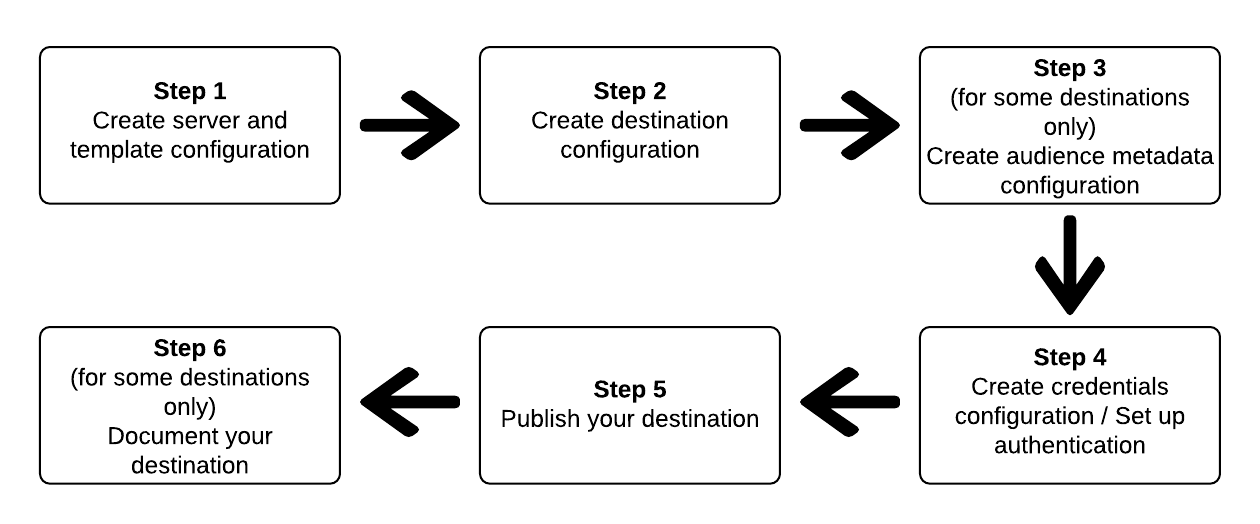 Step 1
Create server and
template configuration
Step 2
Create destination
configuration
Step 3
(for some destinations
only)
Create audience metadata
configuration
Step 4
Create credentials
configuration / Set up
authentication
Step 5
Publish your destination
Step 6
(for some destinations
only)
Document your
destination